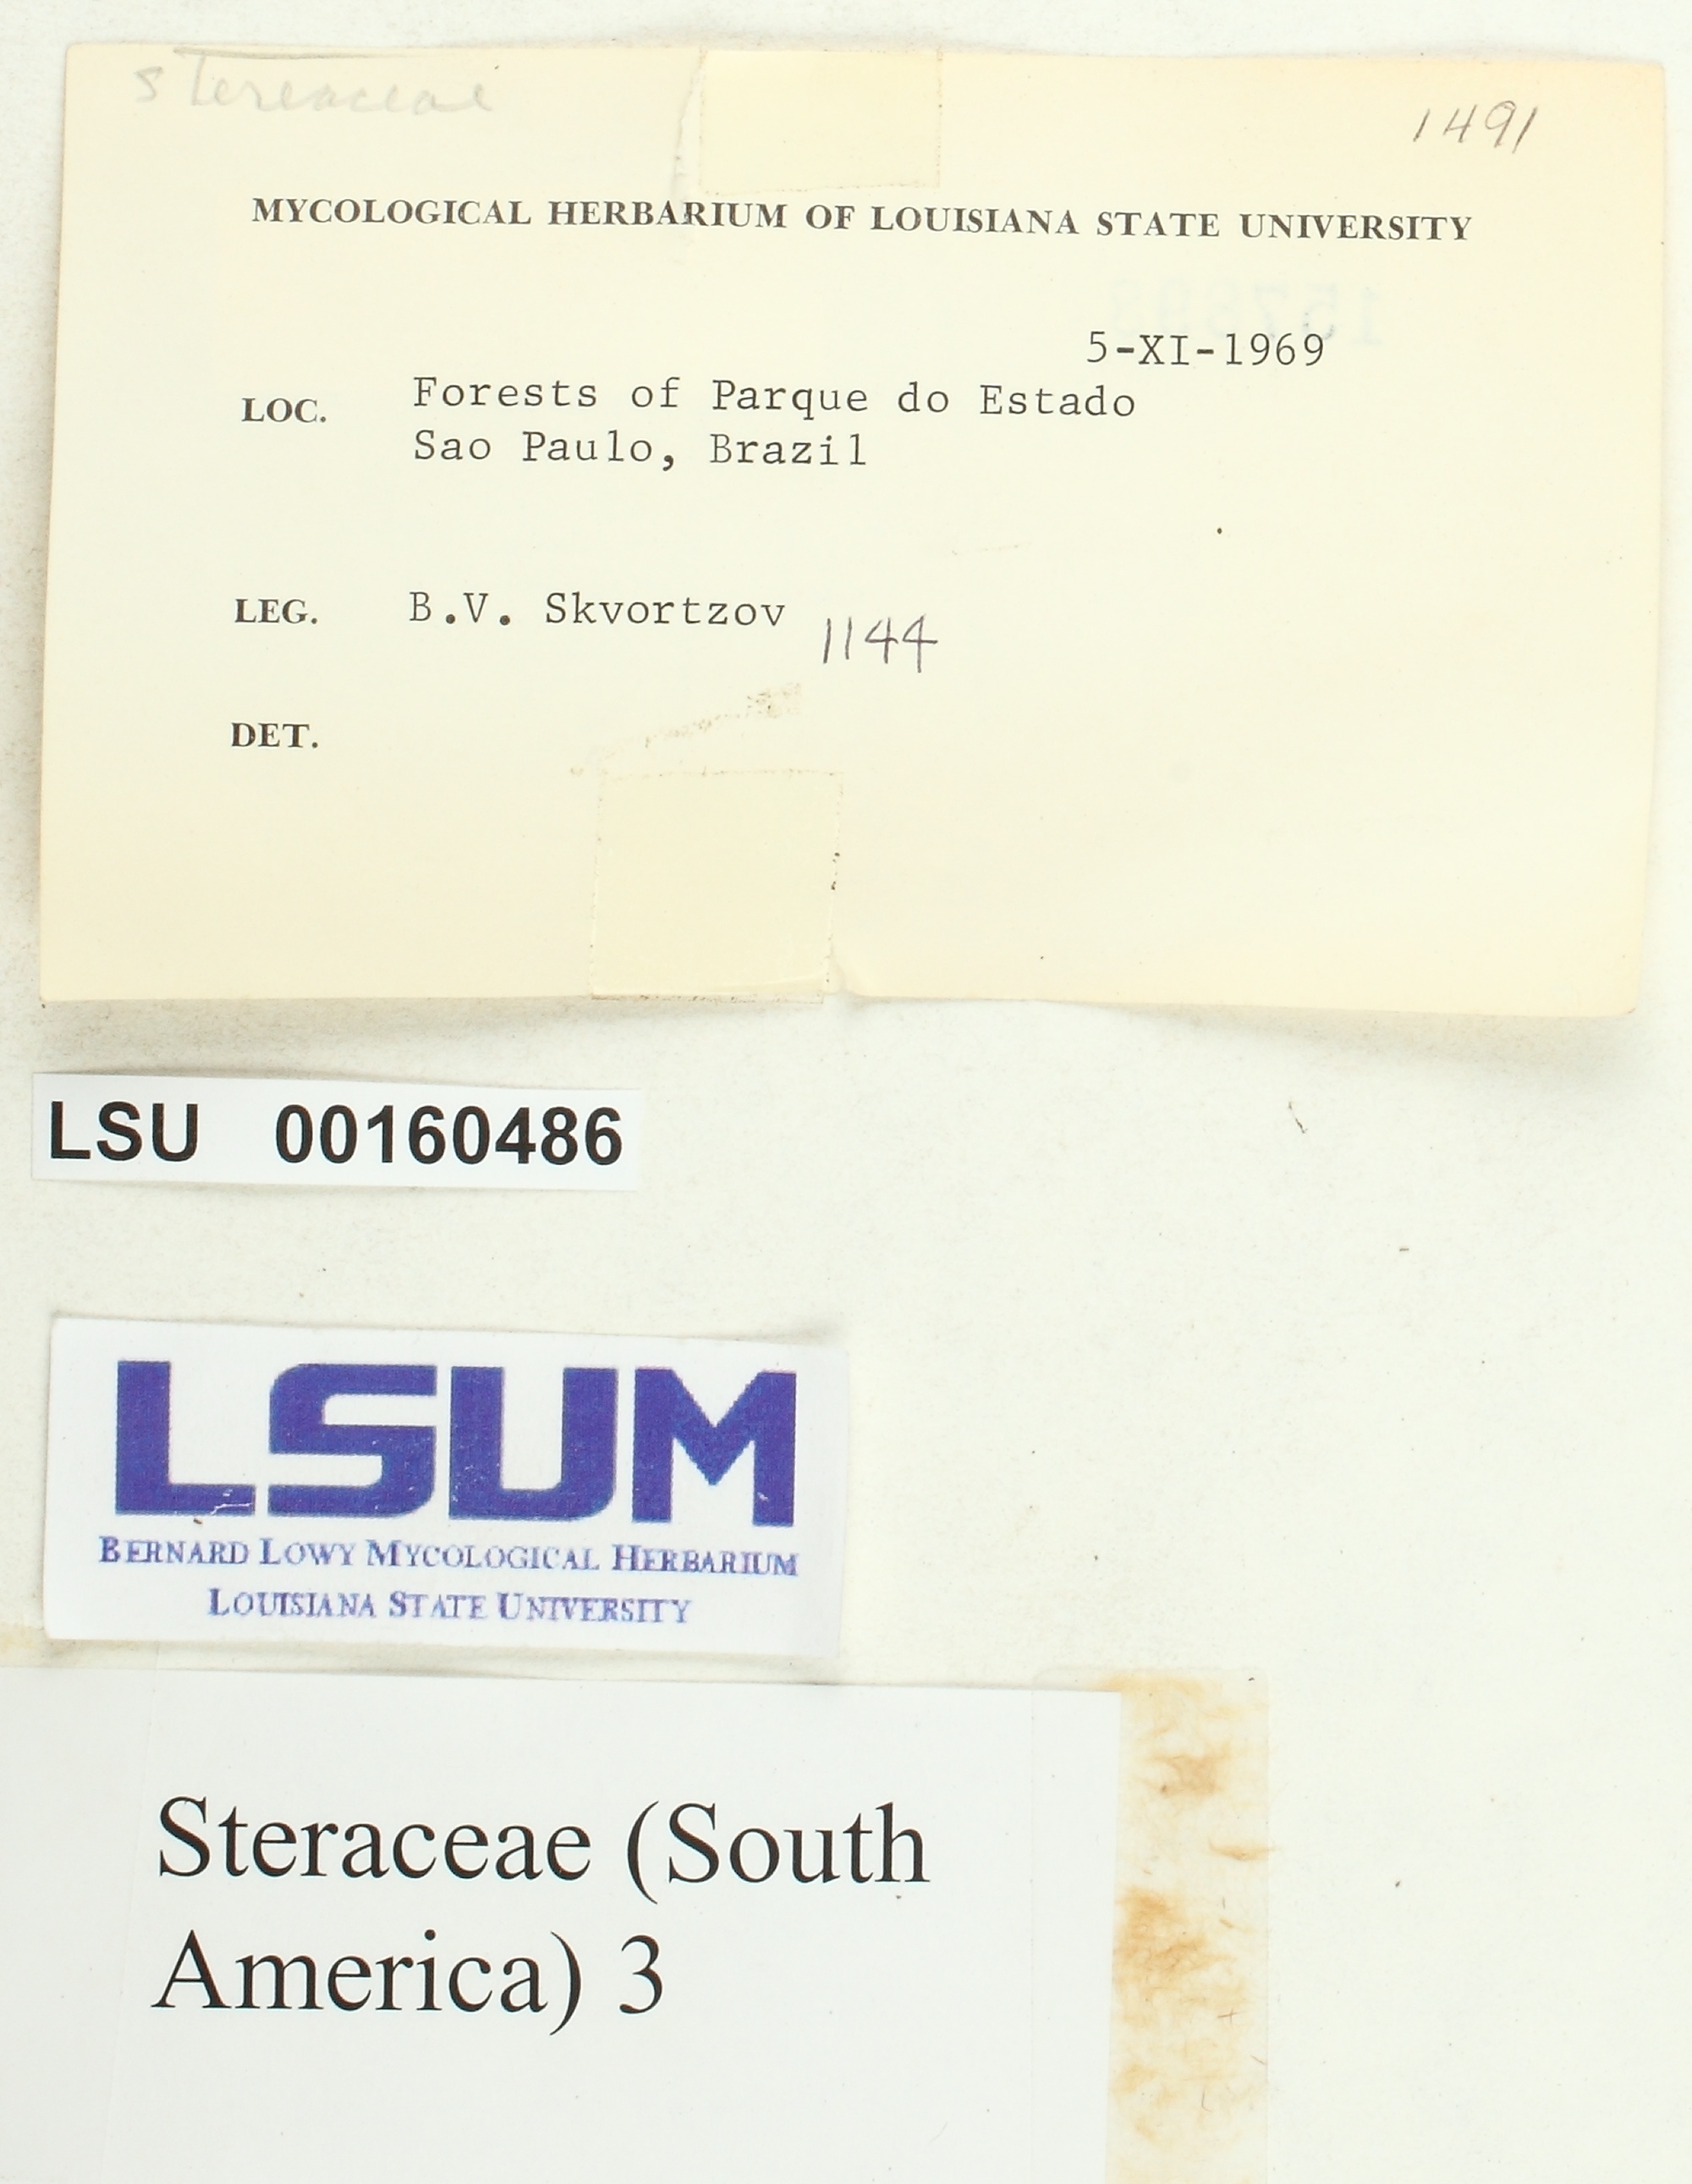 stereaceae
1491
MYCOLOGICAL HERBARIUM OF LOUISIANA STATE UNIVERSITY
5-XI-1969
LOC. Forests of Parque do Estado
Sao Paulo, Brazil
LEG. B.V. Skvortzov 1144
DET.
LSU 00160486
LSUM
BERNARD LOWY MYCOLOGICAL HERBARIUM
LOUISIANA STATE UNIVERSITY
Steraceae (South
America) 3